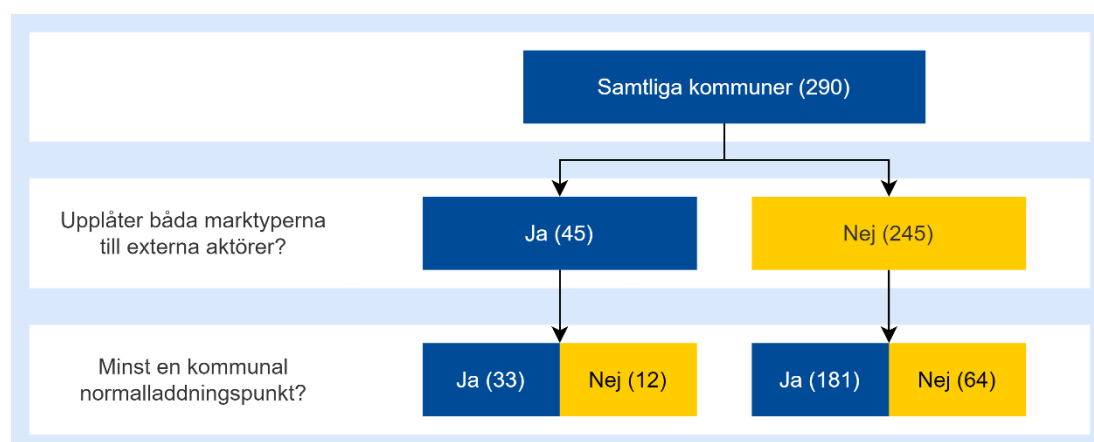 Samtliga kommuner (290)
Upplåter båda marktyperna
till externa aktörer?
Ja (45)
Nej (245)
Minst en kommunal
normalladdningspunkt?
Ja (33)
Nej (12)
Ja (181)
Nej (64)